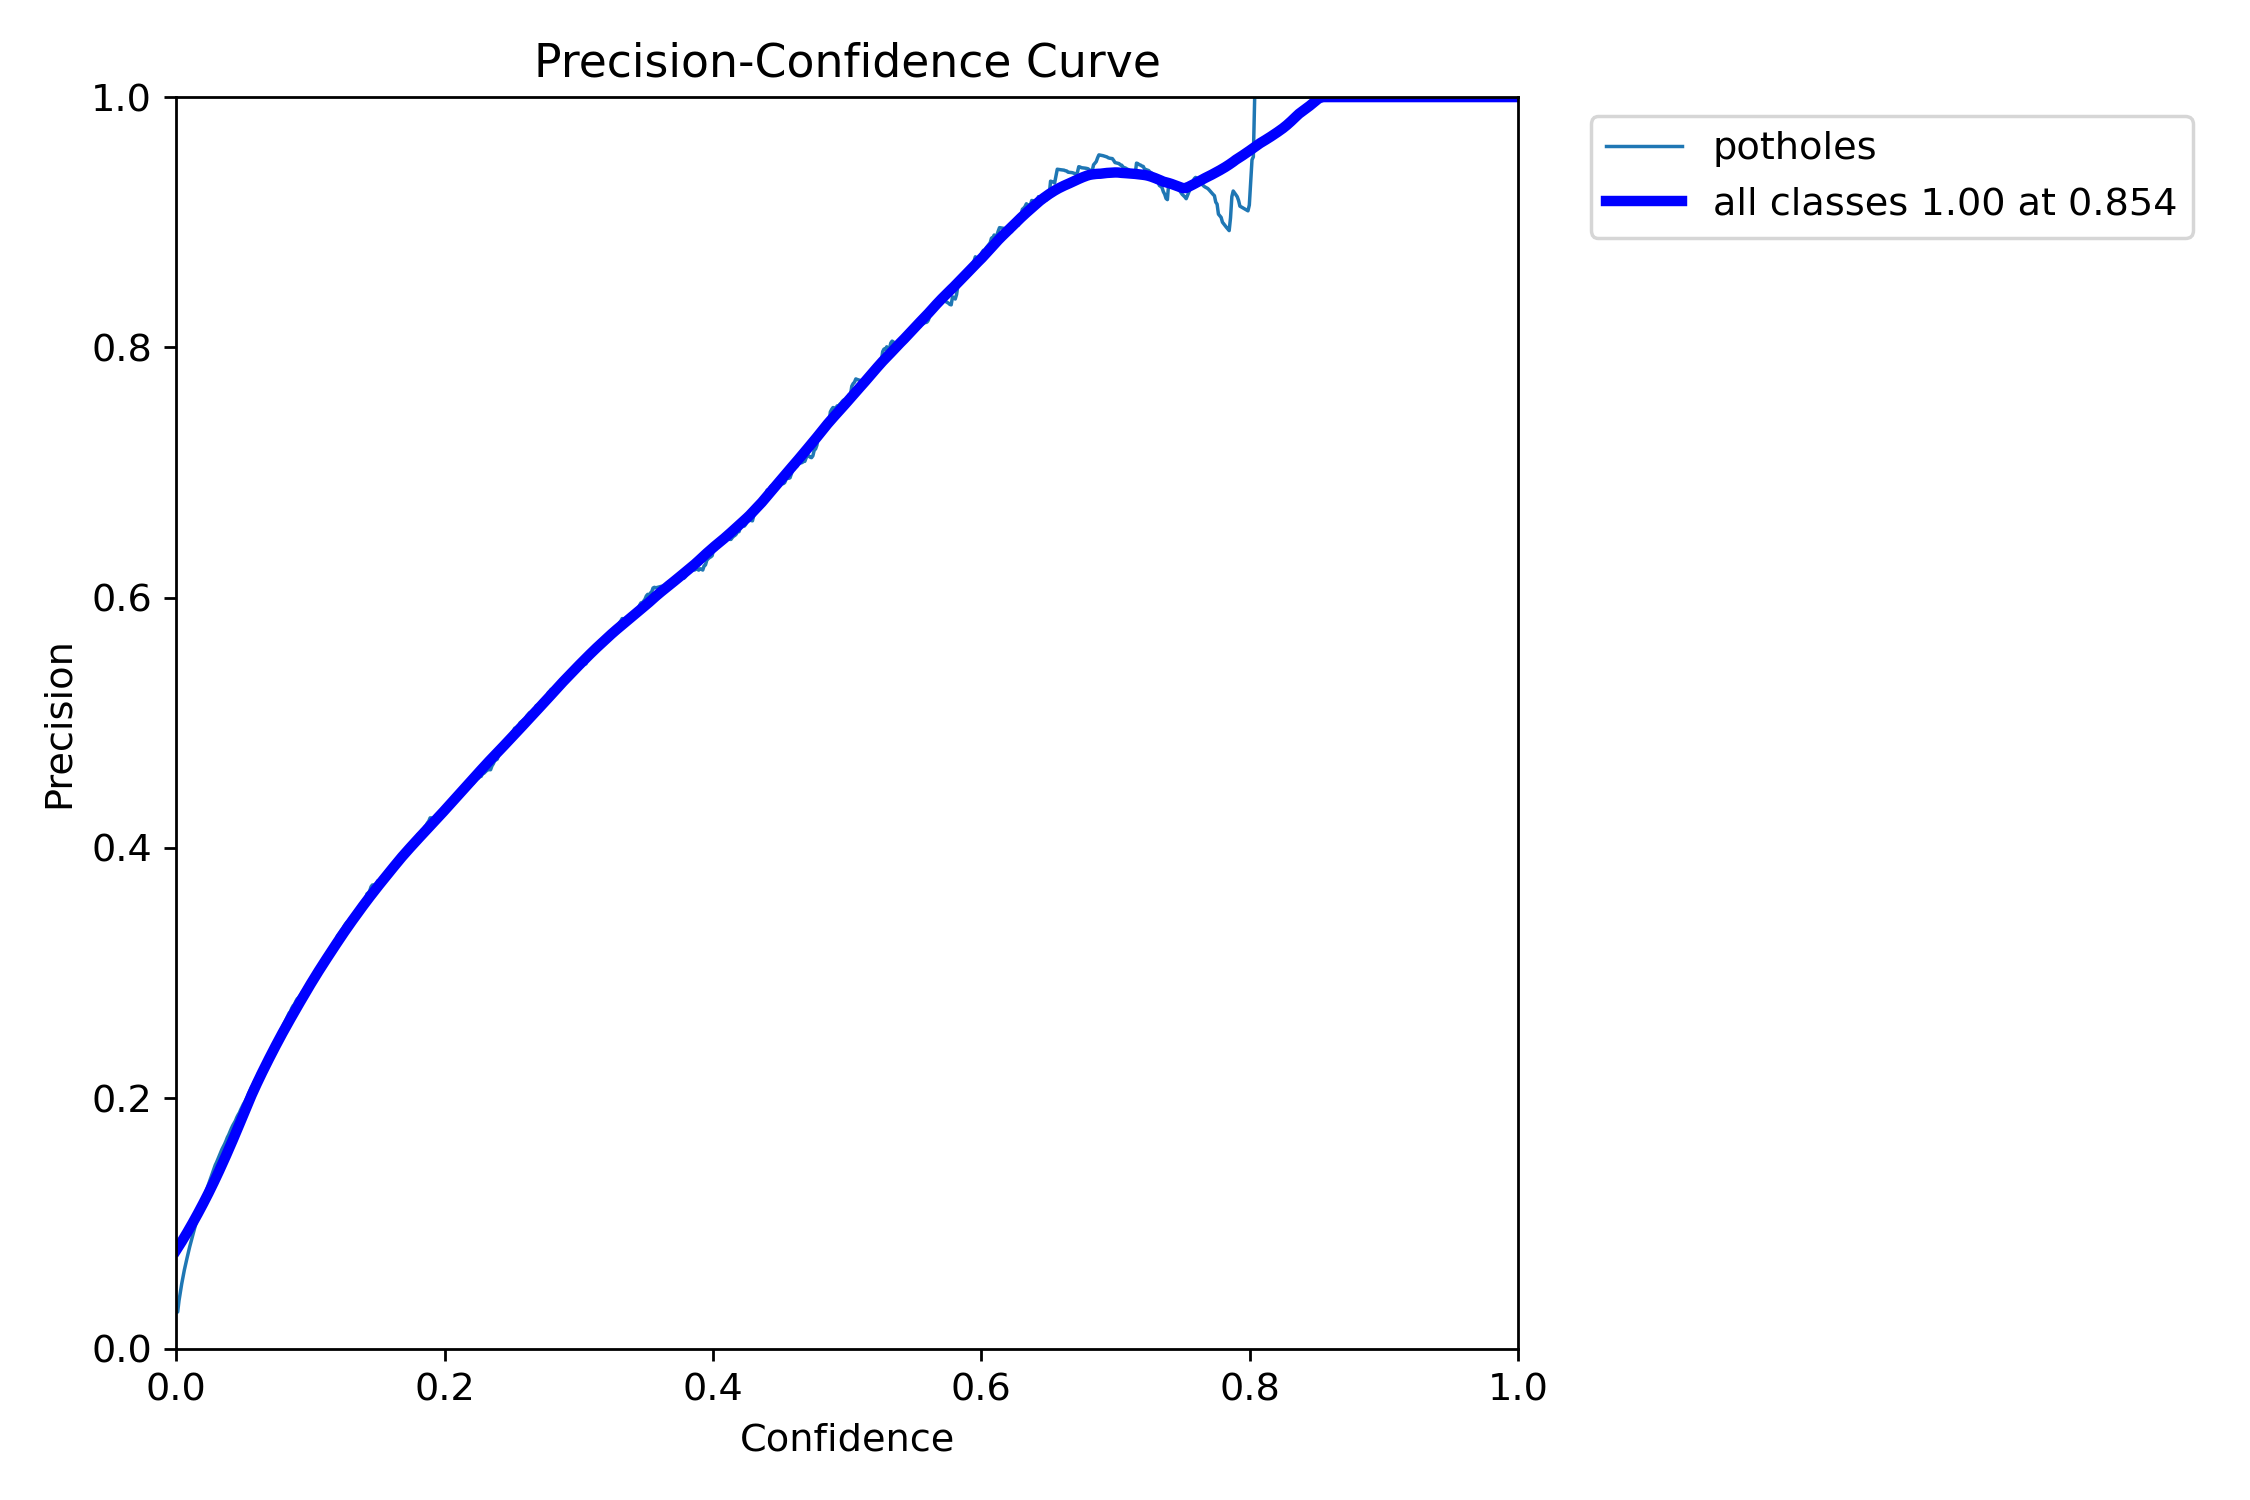 Precision-Confidence Curve
1.0
0.8
0.6
0.4
0.2
0.0
Precision
0.0 0.2 0.4 0.6 0.8 1.0
Confidence
potholes
all classes 1.00 at 0.854